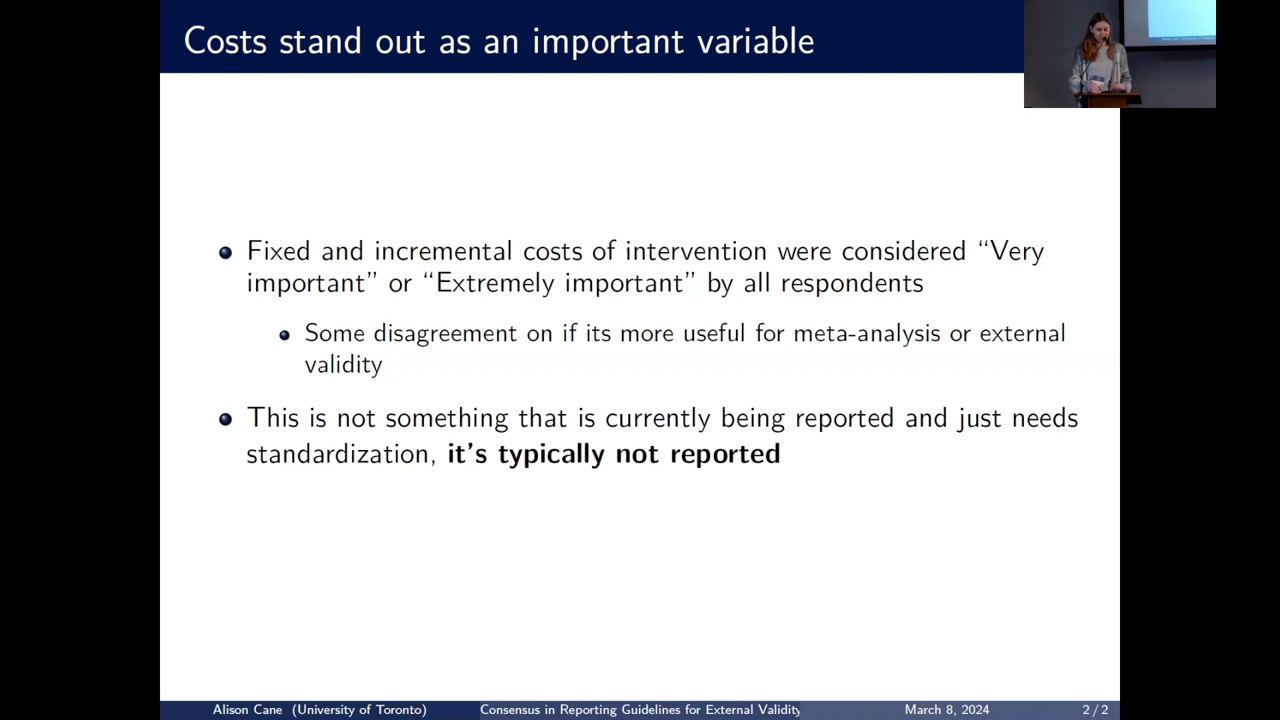 Costs stand out as an important variable
Fixed and incremental costs of intervention were considered “Very
important” or “Extremely important” by all respondents
Some disagreement on if its more useful for meta-analysis or external
validity
This is not something that is currently being reported and just needs
standardization, it’s typically not reported
Alison Cane (University of Toronto) Consensus in Reporting Guidelines for External Validity March 8, 2024 2 / 2